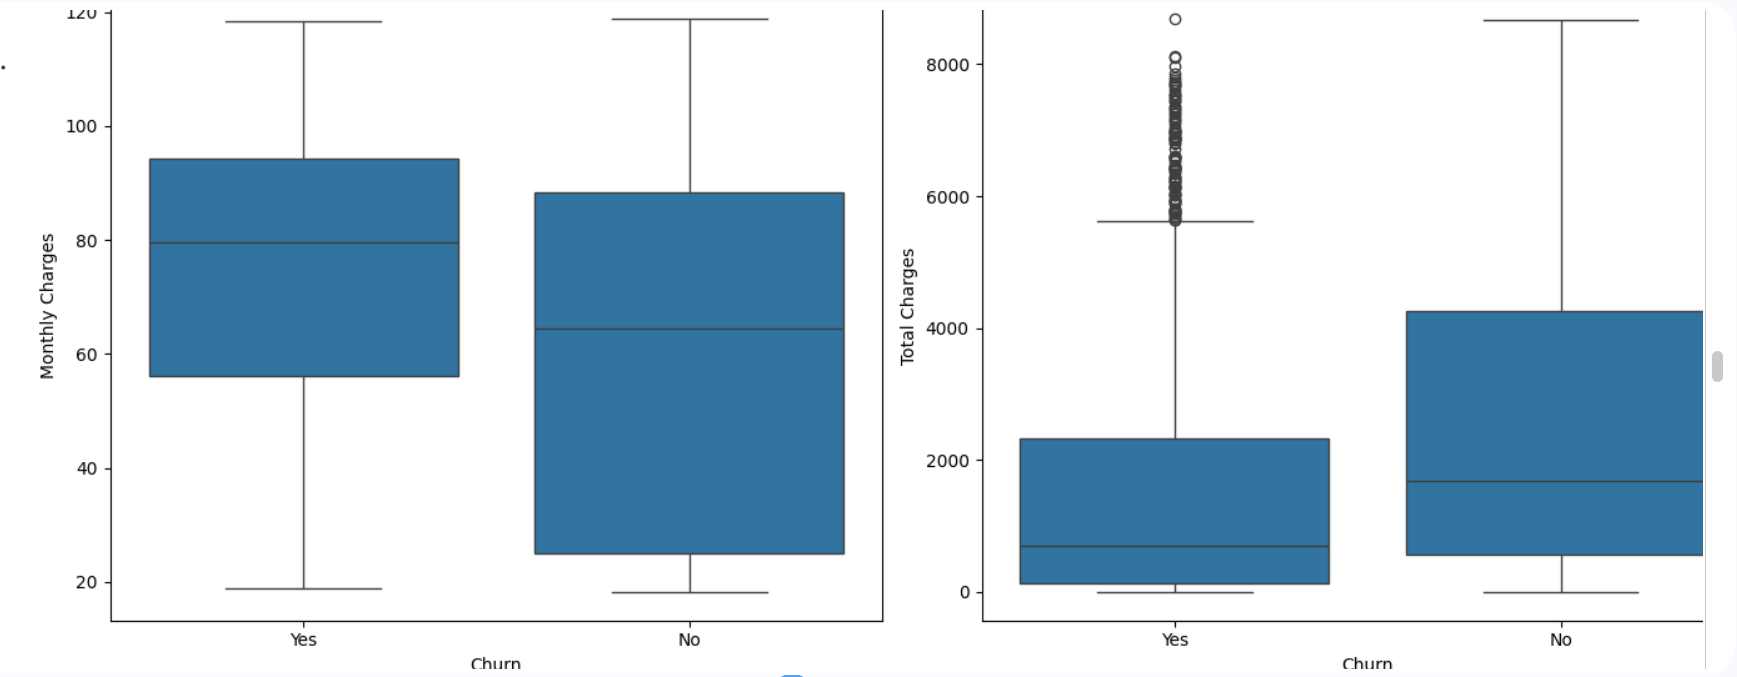 120
100
80
60
40
20
Monthly Charges
Yes
No
Churn
8000
6000
4000
2000
0
Total Charges
Yes
No
Churn